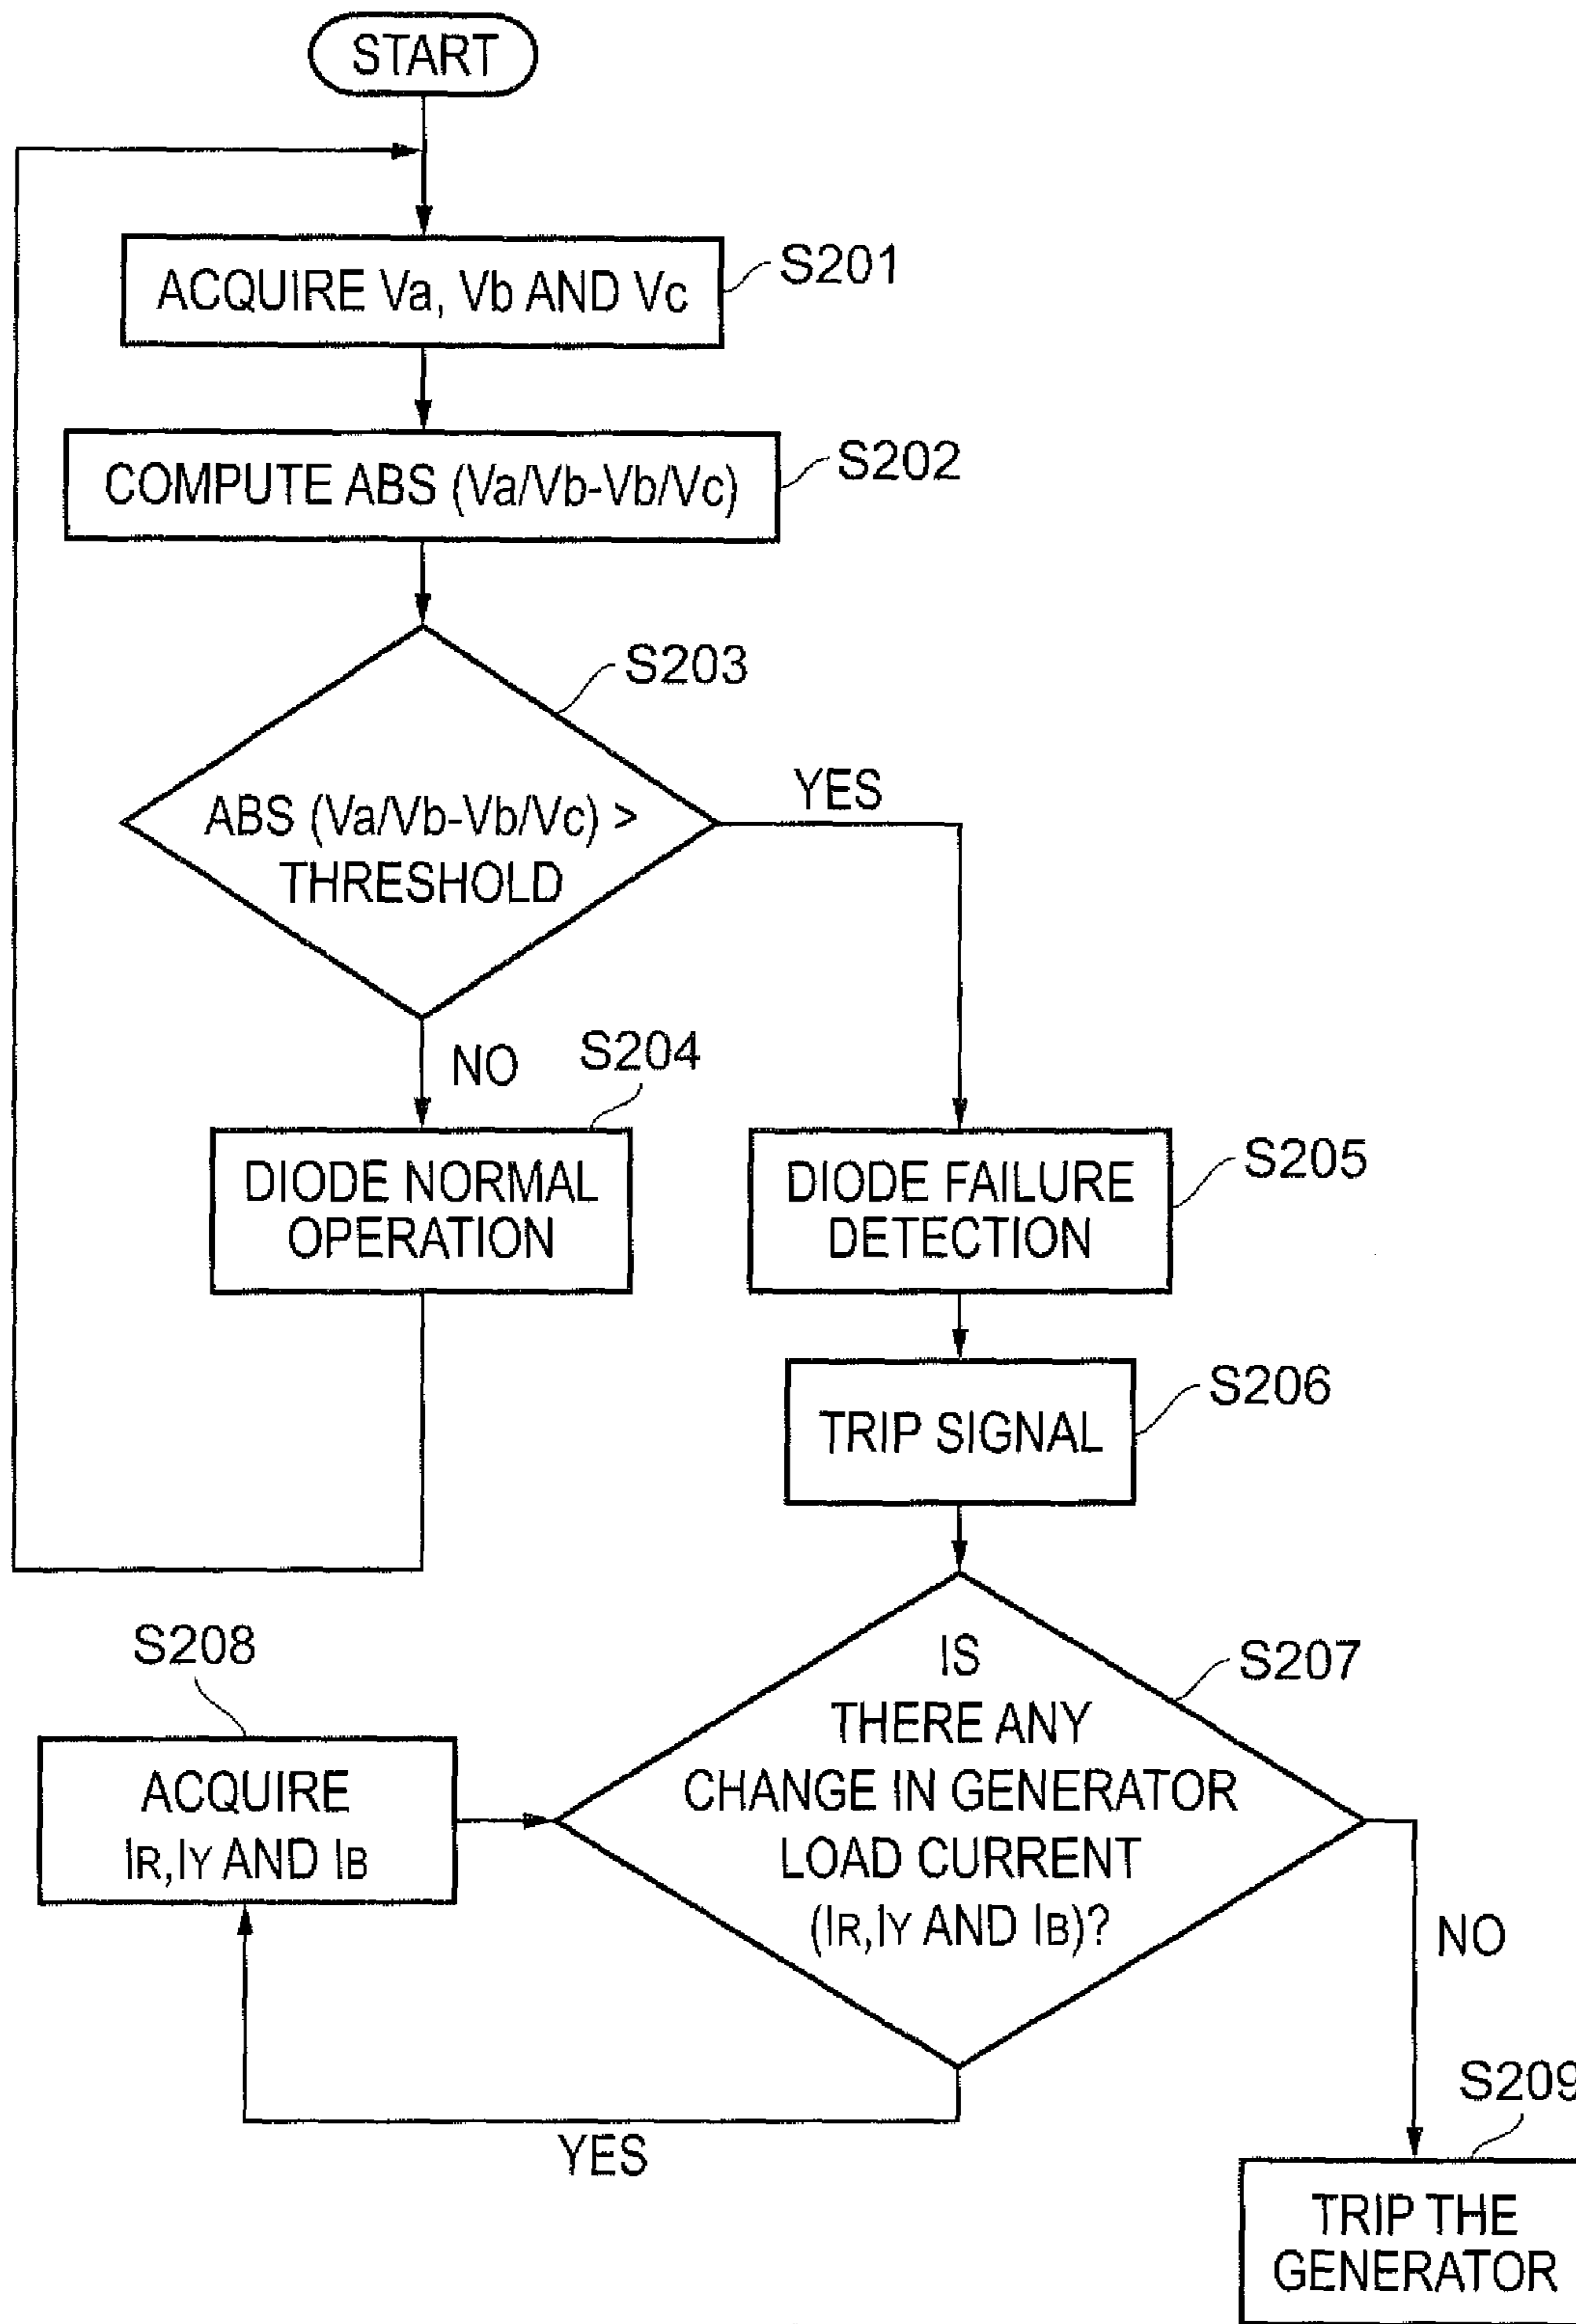 START
ACQUIRE Va, Vb AND Vc
S201
COMPUTE ABS (Va/Vb-Vb/Vc)
S202
S203
ABS (Va/Vb-Vb/Vc) >
THRESHOLD
YES
NO
S204
DIODE NORMAL
OPERATION
DIODE FAILURE
DETECTION
S205
TRIP SIGNAL
S206
IS
THERE ANY
CHANGE IN GENERATOR
LOAD CURRENT
(IR,IY AND IB)?
S207
S208
ACQUIRE
IR,IY AND IB
YES
NO
S209
TRIP THE
GENERATOR